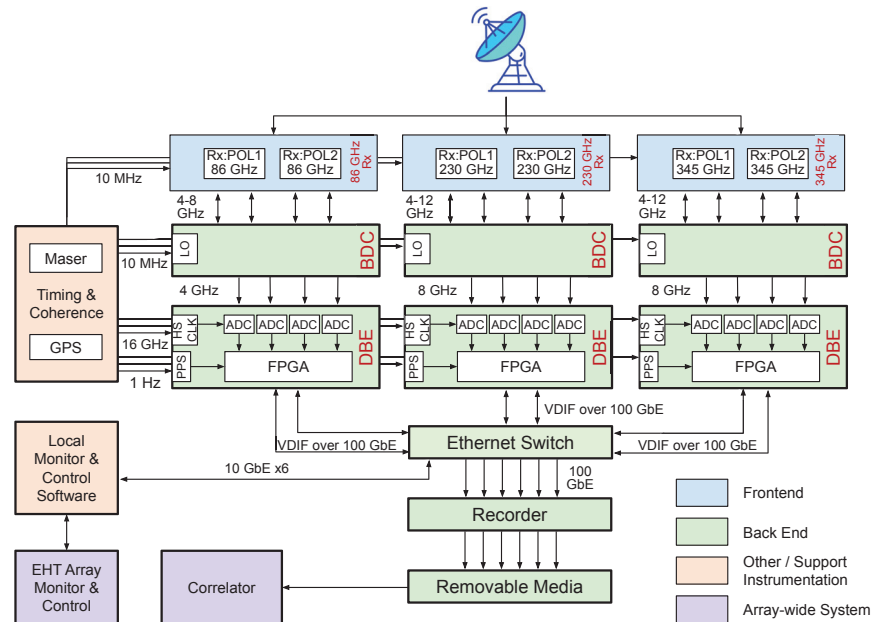 Rx:POL1
86 GHz
Rx:POL2
86 GHz
86 GHz
Rx
Rx:POL1
230 GHz
Rx:POL2
230 GHz
230 GHz
Rx
Rx:POL1
345 GHz
Rx:POL2
345 GHz
345 GHz
Rx
10 MHz
4-8
GHz
4-12
GHz
4-12
GHz
Maser
Timing &
Coherence
GPS
10 MHz
LO
BDC
LO
BDC
LO
BDC
4 GHz
8 GHz
8 GHz
16 GHz
1 Hz
HS
CLK
ADC
ADC
ADC
ADC
PPS
FPGA
DBE
HS
CLK
ADC
ADC
ADC
ADC
PPS
FPGA
DBE
HS
CLK
ADC
ADC
ADC
ADC
PPS
FPGA
DBE
VDIF over 100 GbE
VDIF over 100 GbE
VDIF over 100 GbE
Ethernet Switch
Local
Monitor &
Control
Software
10 GbE x6
100
GbE
Recorder
EHT Array
Monitor &
Control
Correlator
Removable Media
Frontend
Back End
Other / Support
Instrumentation
Array-wide System